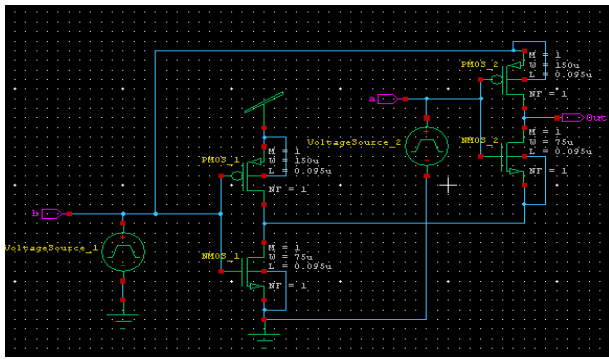 M = 1
PMOS_2
W = 150u
L = 0.095u
NF = 1
a
Out
VoltageSource_2
M = 1
NMOS_2
W = 75u
L = 0.095u
NF = 1
M = 1
PMOS_1
W = 150u
L = 0.095u
NF = 1
b
VoltageSource_1
M = 1
NMOS_1
W = 75u
L = 0.095u
NF = 1